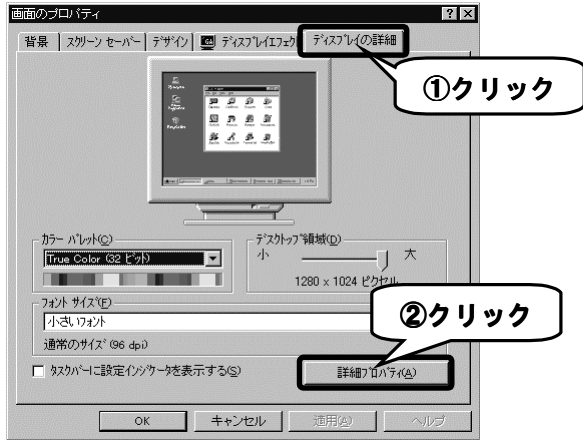 画面のプロパティ
背景 スクリーン セーバー デザイン ディスプレイエフェク ディスプレイの詳細
①クリック
カラー パレット(C)
True Color (32 ビット)
デスクトップ領域(D)
小 大
1280 x 1024 ピクセル
フォント サイズ(F)
小さいフォント
②クリック
通常のサイズ (96 dpi)
タスクバーに設定インジケータを表示する(S)
詳細プロパティ(A)
OK キャンセル 適用(A) ヘルプ